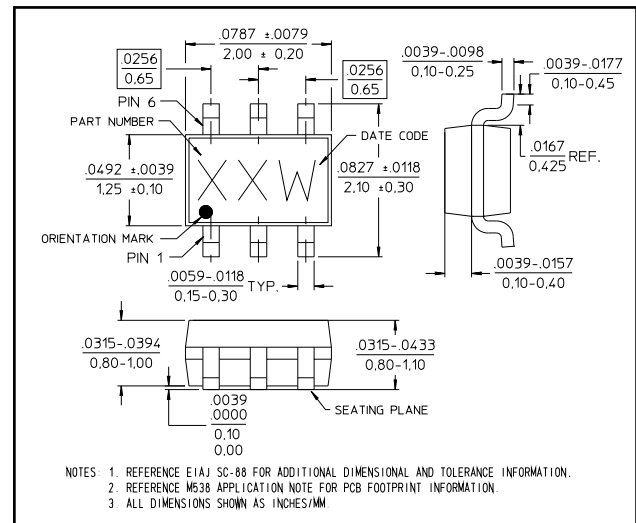 .0787 ±.0079
2,00 ± 0,20
.0256
0,65
.0256
0,65
PIN 6
PART NUMBER
DATE CODE
.0492 ±.0039
1,25 ±0,10
XXW
.0827 ±.0118
2,10 ±0,30
ORIENTATION MARK
PIN 1
.0059-.0118
0,15-0,30
TYP.
.0039-.0098
0,10-0,25
.0039-.0177
0,10-0,45
.0167
0,425
REF.
.0039-.0157
0,10-0,40
.0315-.0394
0,80-1,00
.0315-.0433
0,80-1,10
.0039
.0000
0,10
0,00
SEATING PLANE
NOTES: 1. REFERENCE EIAJ SC-88 FOR ADDITIONAL DIMENSIONAL AND TOLERANCE INFORMATION.
2. REFERENCE M538 APPLICATION NOTE FOR PCB FOOTPRINT INFORMATION.
3. ALL DIMENSIONS SHOWN AS INCHES/MM.